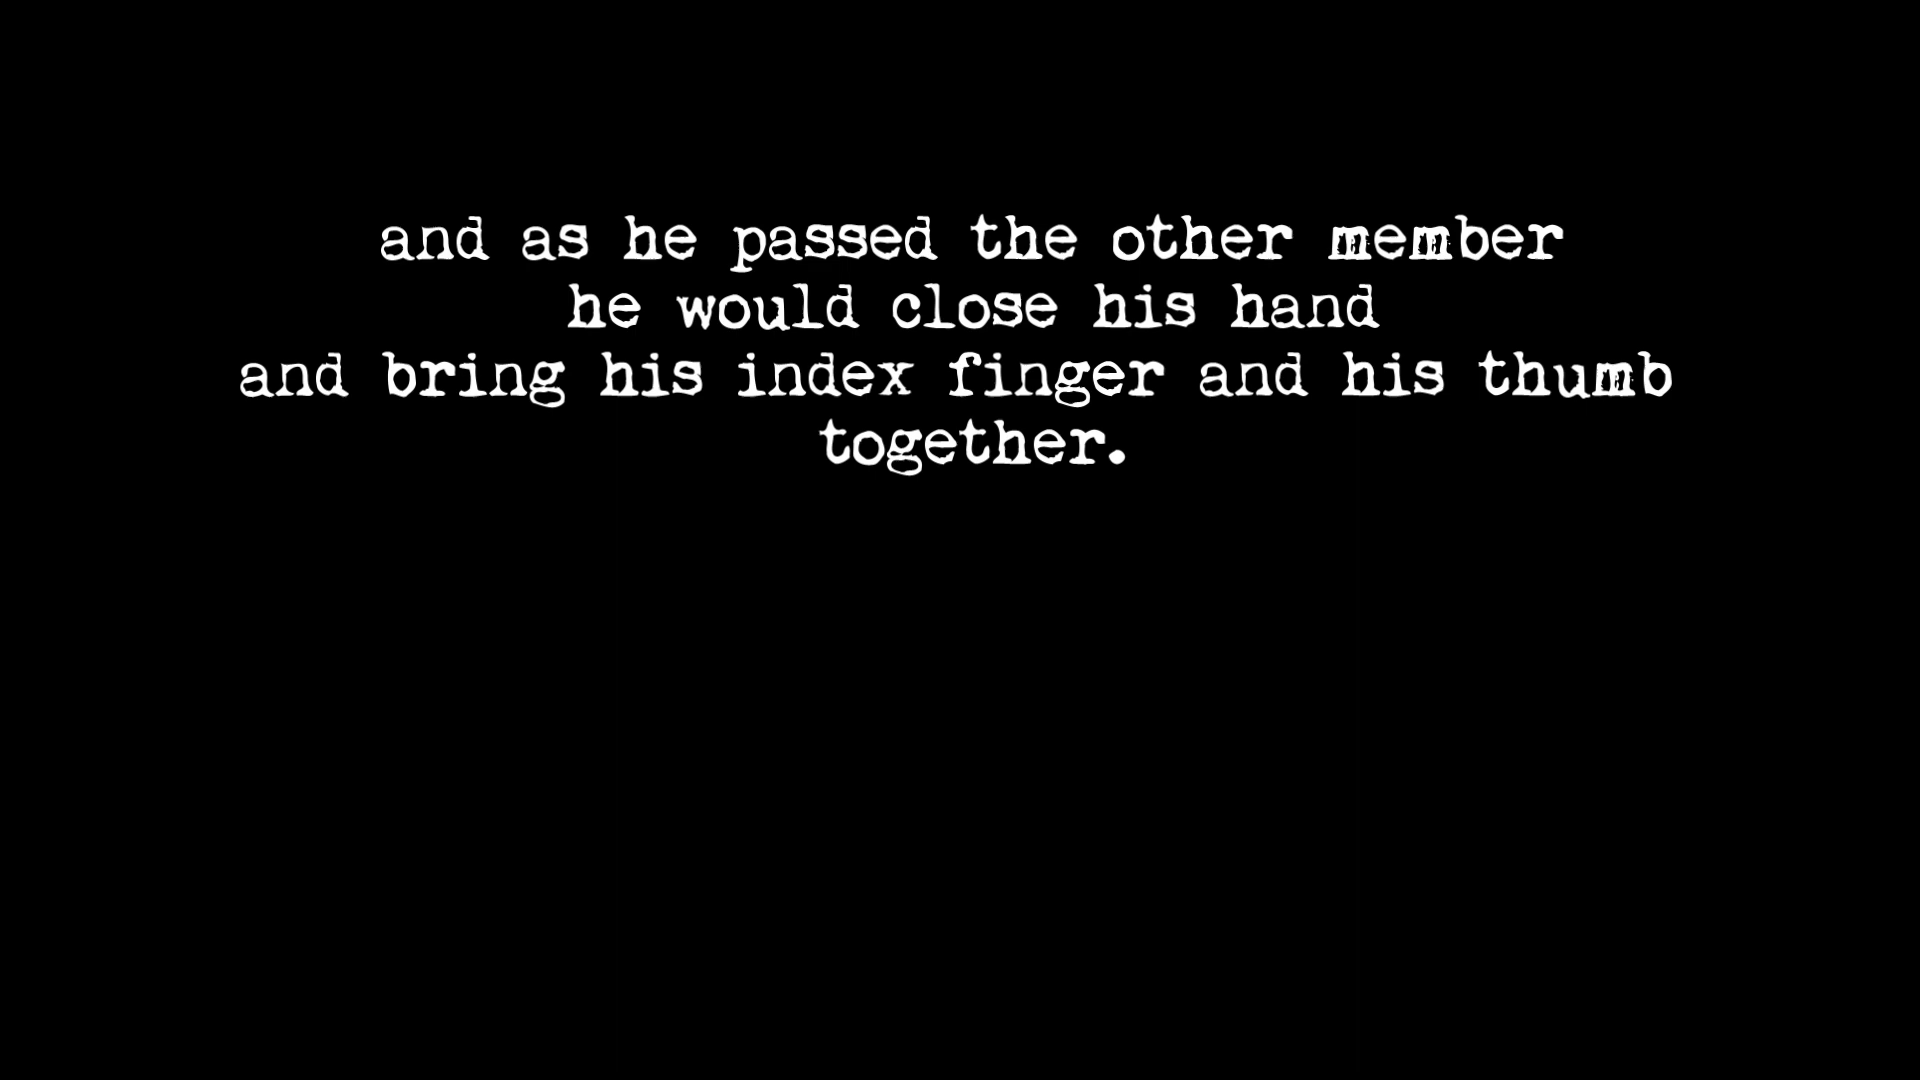 and as he passed the other member
he would close his hand
and bring his index finger and his thumb
together.